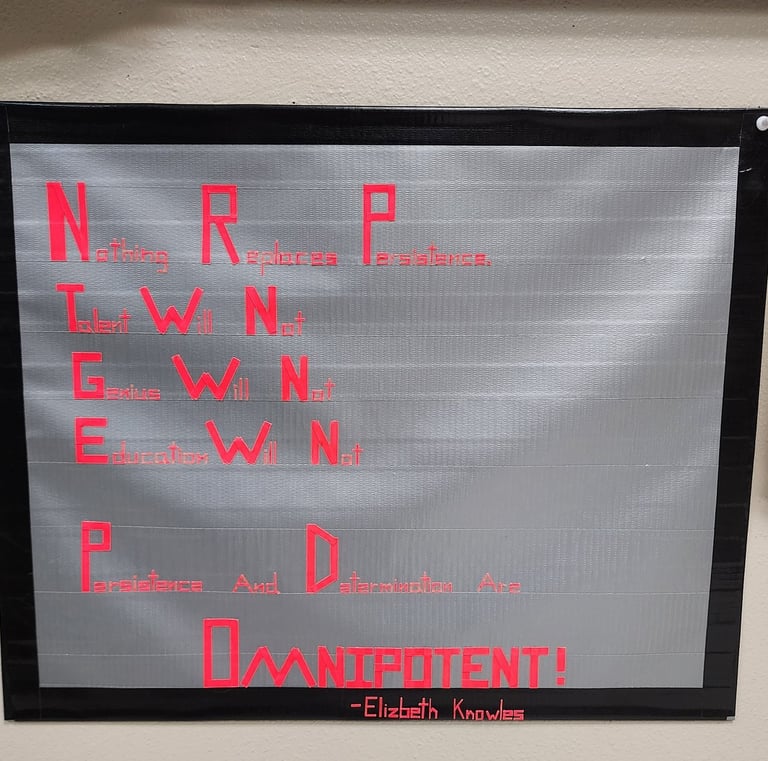 Nothing Replaces Persistence.
Talent Will Not
Genius Will Not
Education Will Not
Persistence And Determination Are
OMNIPOTENT!
-Elizbeth Knowles